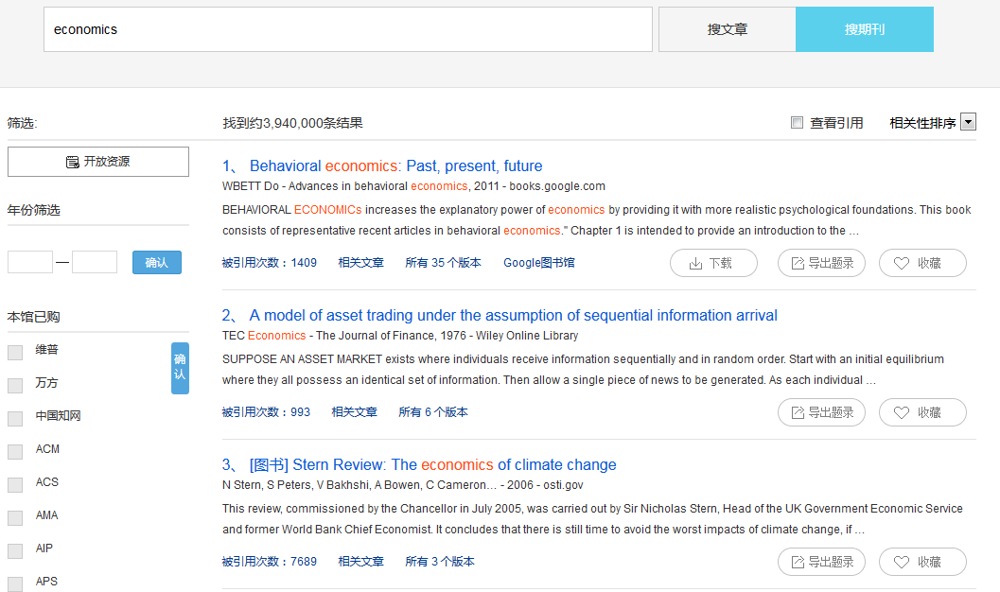 economics
搜文章
搜期刊
筛选:
开放资源
年份筛选
—
确认
本馆已购
维普
万方
中国知网
ACM
ACS
AMA
AIP
APS
确认
找到约3,940,000条结果
查看引用
相关性排序
1、 Behavioral economics: Past, present, future
WBETT Do - Advances in behavioral economics, 2011 - books.google.com
BEHAVIORAL ECONOMICs increases the explanatory power of economics by providing it with more realistic psychological foundations. This book
consists of representative recent articles in behavioral economics." Chapter 1 is intended to provide an introduction to the …
被引用次数：1409 相关文章 所有 35 个版本 Google图书馆 下载 导出题录 收藏
2、 A model of asset trading under the assumption of sequential information arrival
TEC Economics - The Journal of Finance, 1976 - Wiley Online Library
SUPPOSE AN ASSET MARKET exists where individuals receive information sequentially and in random order. Start with an initial equilibrium
where they all possess an identical set of information. Then allow a single piece of news to be generated. As each individual …
被引用次数：993 相关文章 所有 6 个版本 导出题录 收藏
3、 [图书] Stern Review: The economics of climate change
N Stern, S Peters, V Bakhshi, A Bowen, C Cameron… - 2006 - osti.gov
This review, commissioned by the Chancellor in July 2005, was carried out by Sir Nicholas Stern, Head of the UK Government Economic Service
and former World Bank Chief Economist. It concludes that there is still time to avoid the worst impacts of climate change, if …
被引用次数：7689 相关文章 所有 3 个版本 导出题录 收藏